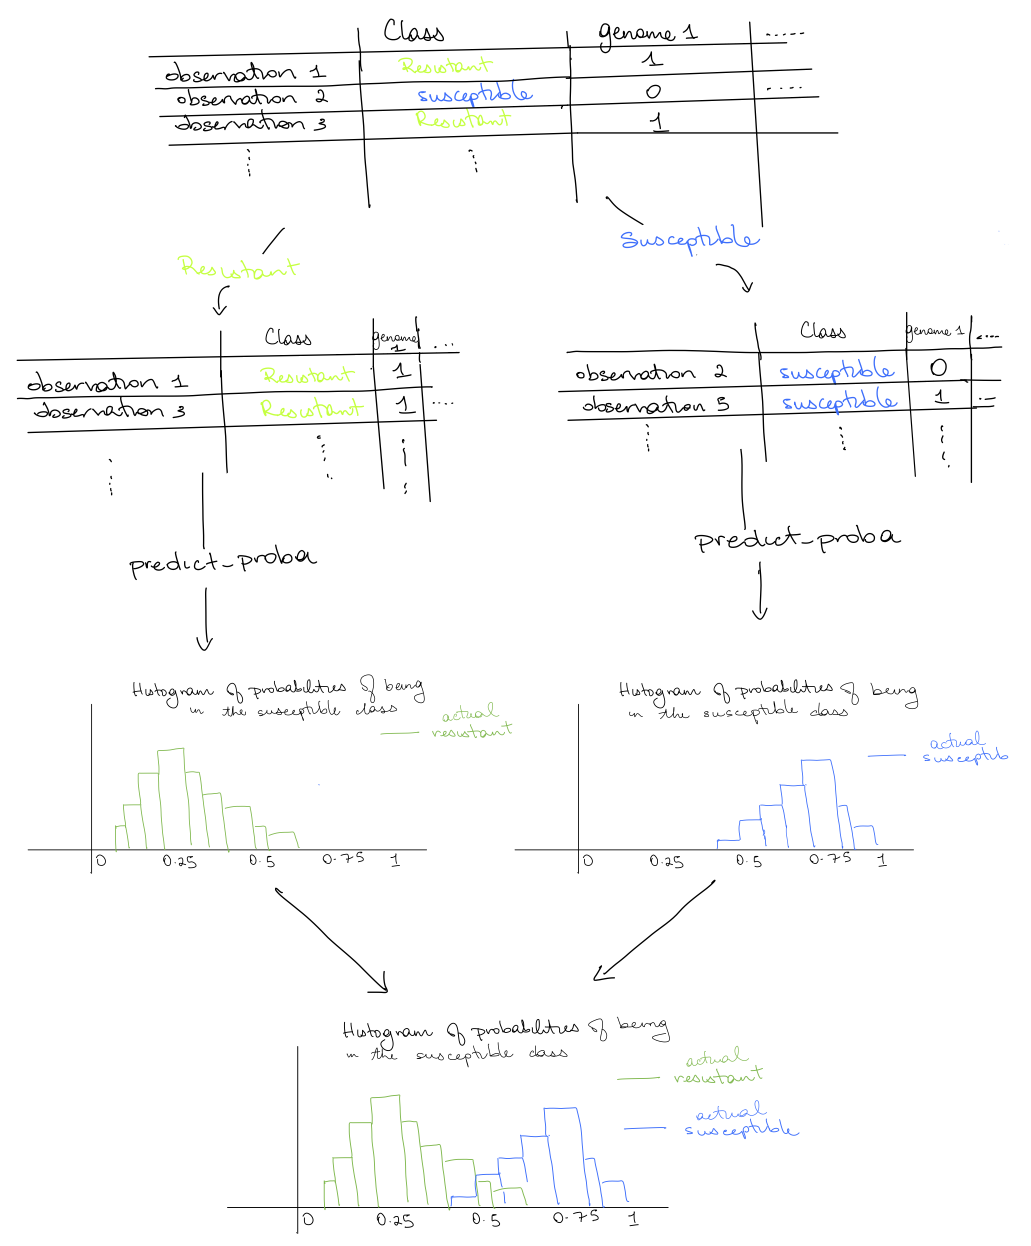 Class genome 1 .....
observation 1 Resistant 1
observation 2 susceptible 0 ....
observation 3 Resistant 1
Resistant
Susceptible
Class genome 1 ....
observation 1 Resistant 1
observation 3 Resistant 1 ....
Class genome 1 ....
observation 2 susceptible 0
observation 5 susceptible 1
predict_proba
predict_proba
Histogram of probabilities of being
in the susceptible class
actual
resistant
0 0.25 0.5 0.75 1
Histogram of probabilities of being
in the susceptible class
actual
susceptib
0 0.25 0.5 0.75 1
Histogram of probabilities of being
in the susceptible class
actual
resistant
actual
susceptible
0 0.25 0.5 0.75 1